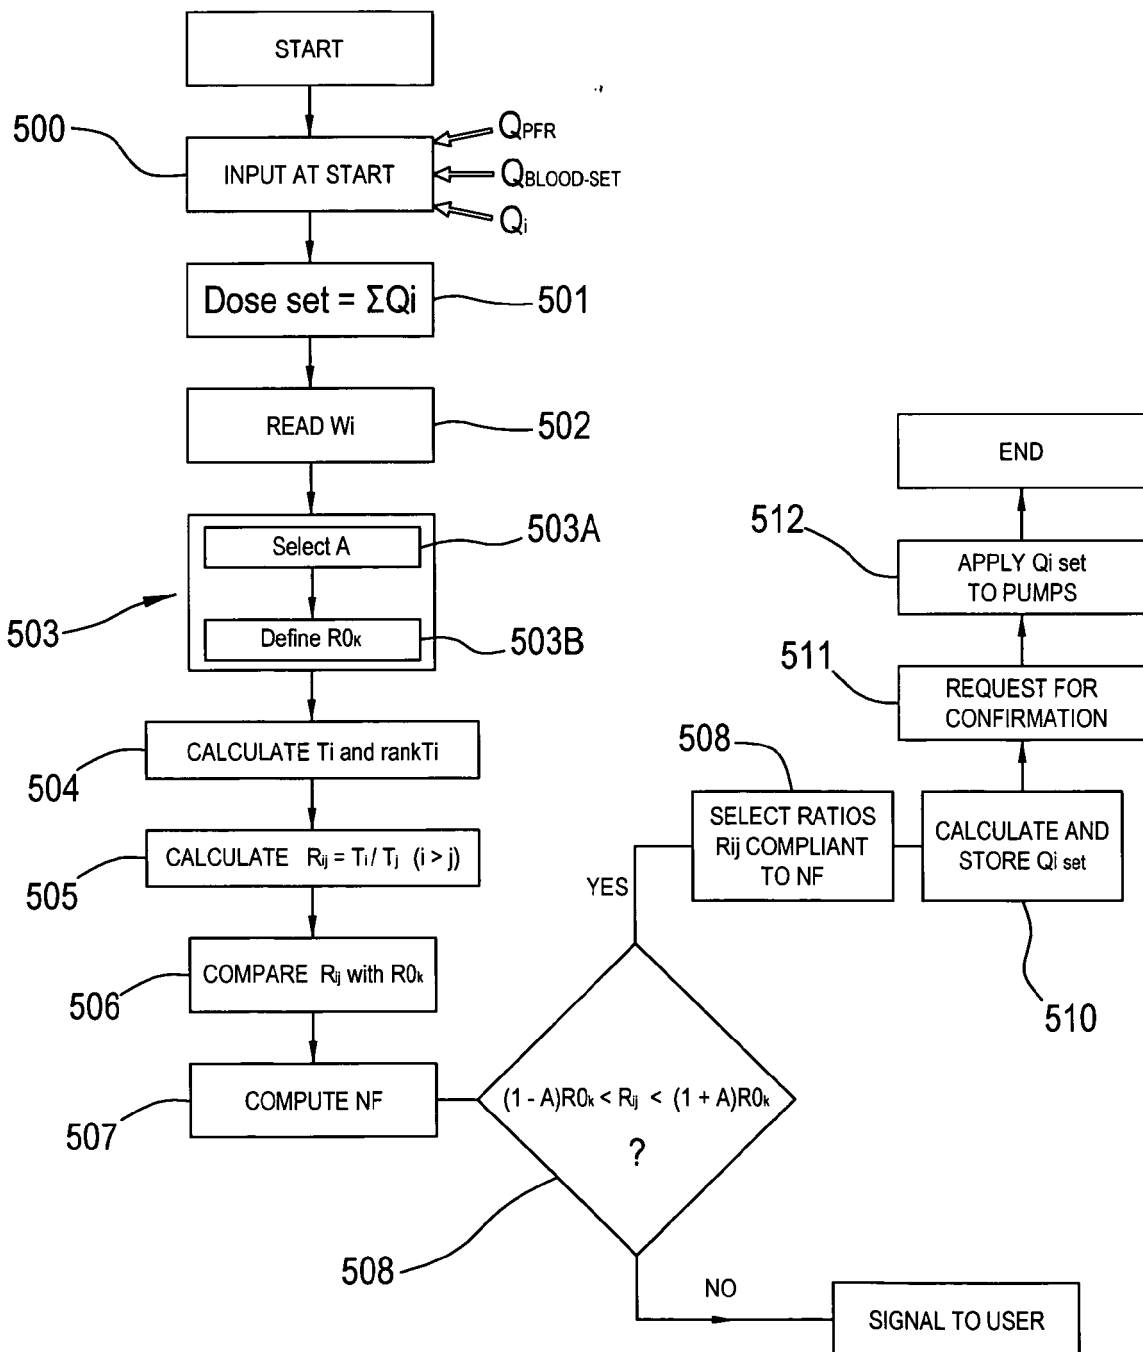 START
500
INPUT AT START
QPFR
QBLOOD-SET
Qi
Dose set = ΣQi
501
READ Wi
502
503
Select A
503A
Define R0k
503B
CALCULATE Ti and rankTi
504
CALCULATE Rij = Ti / Tj (i > j)
505
COMPARE Rij with R0k
506
COMPUTE NF
507
(1 - A)R0k < Rij < (1 + A)R0k
?
508
YES
NO
SIGNAL TO USER
508
SELECT RATIOS
Rij COMPLIANT
TO NF
CALCULATE AND
STORE Qi set
510
511
REQUEST FOR
CONFIRMATION
512
APPLY Qi set
TO PUMPS
END